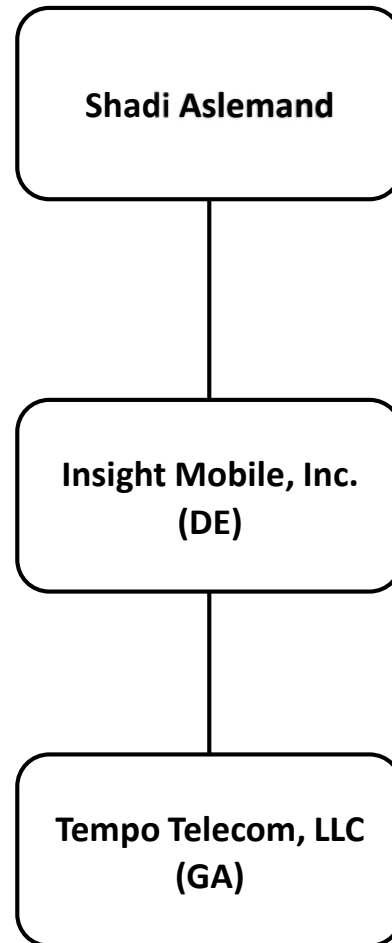 Shadi Aslemand
Insight Mobile, Inc.
(DE)
Tempo Telecom, LLC
(GA)